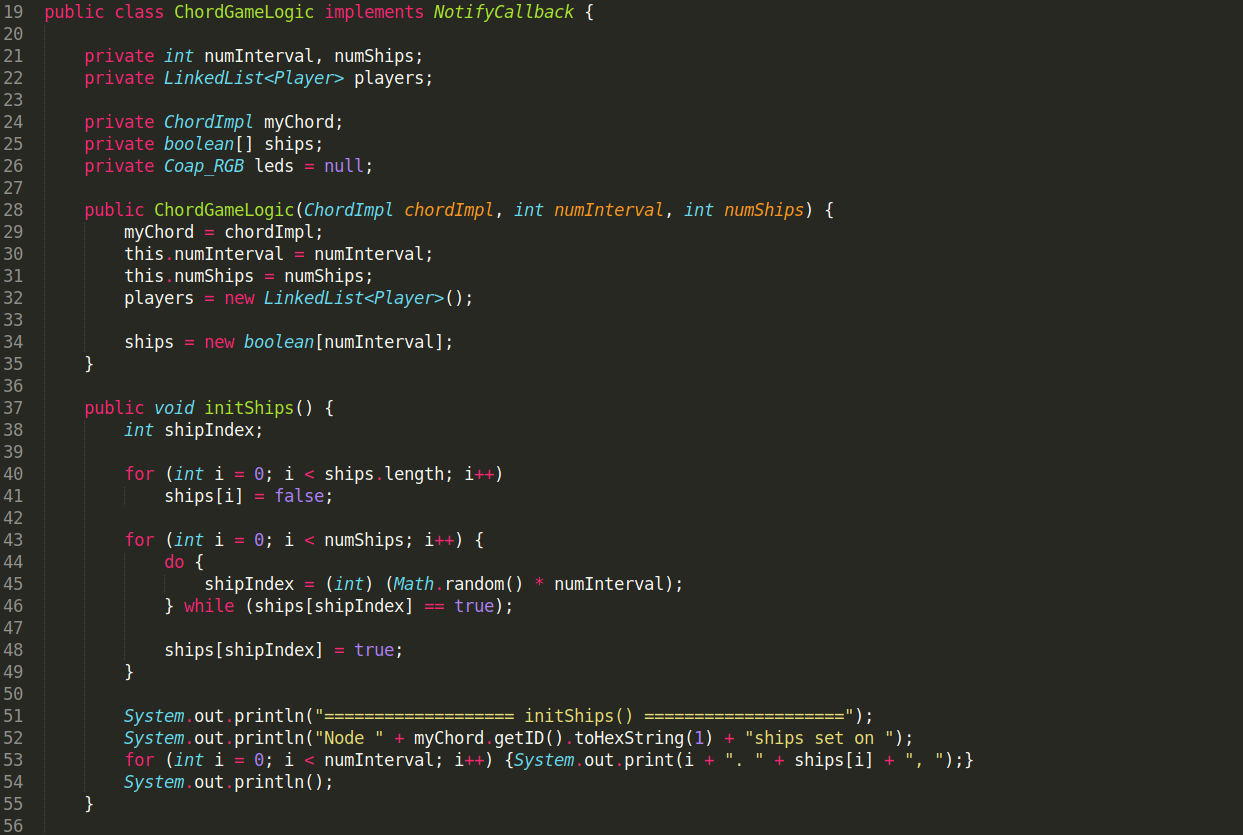 19 public class ChordGameLogic implements NotifyCallback {
20
21     private int numInterval, numShips;
22     private LinkedList<Player> players;
23
24     private ChordImpl myChord;
25     private boolean[] ships;
26     private Coap_RGB leds = null;
27
28     public ChordGameLogic(ChordImpl chordImpl, int numInterval, int numShips) {
29         myChord = chordImpl;
30         this.numInterval = numInterval;
31         this.numShips = numShips;
32         players = new LinkedList<Player>();
33
34         ships = new boolean[numInterval];
35     }
36
37     public void initShips() {
38         int shipIndex;
39
40         for (int i = 0; i < ships.length; i++)
41             ships[i] = false;
42
43         for (int i = 0; i < numShips; i++) {
44             do {
45                 shipIndex = (int) (Math.random() * numInterval);
46             } while (ships[shipIndex] == true);
47
48             ships[shipIndex] = true;
49         }
50
51         System.out.println("=================== initShips() ====================");
52         System.out.println("Node " + myChord.getID().toHexString(1) + "ships set on ");
53         for (int i = 0; i < numInterval; i++) {System.out.print(i + ". " + ships[i] + ", ");}
54         System.out.println();
55     }
56